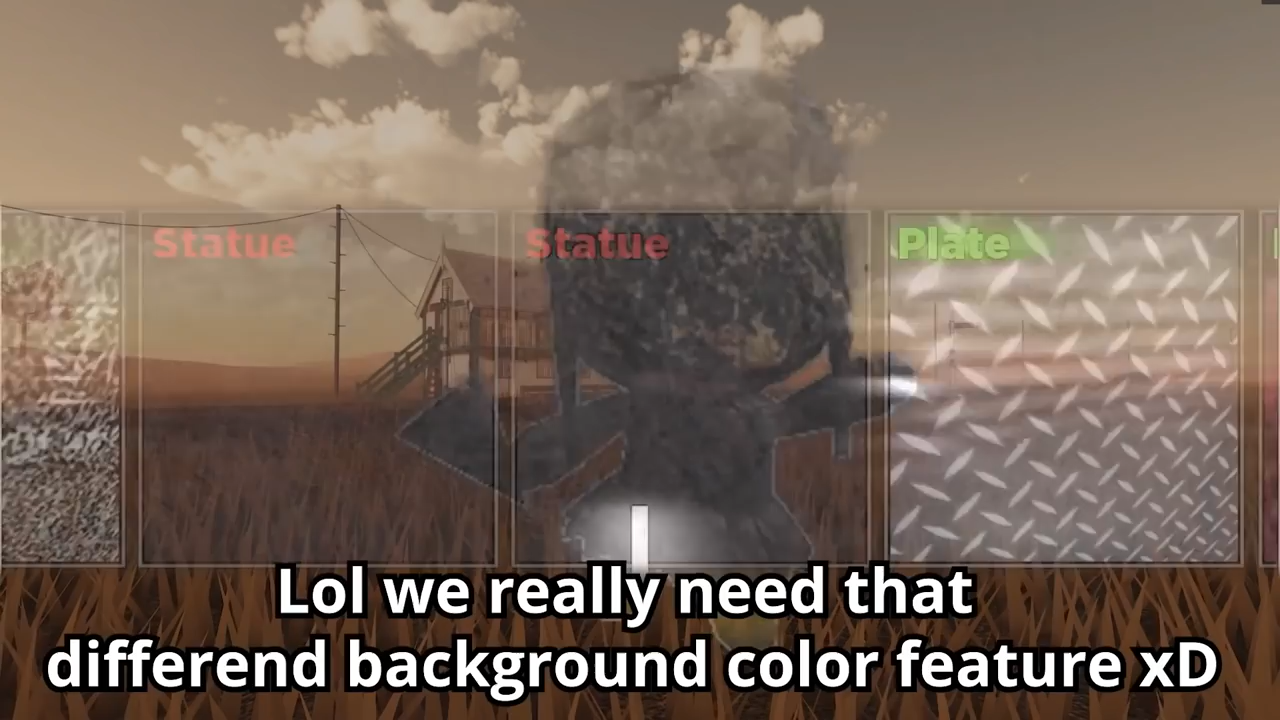 Statue
Statue
Plate
Lol we really need that
differend background color feature xD